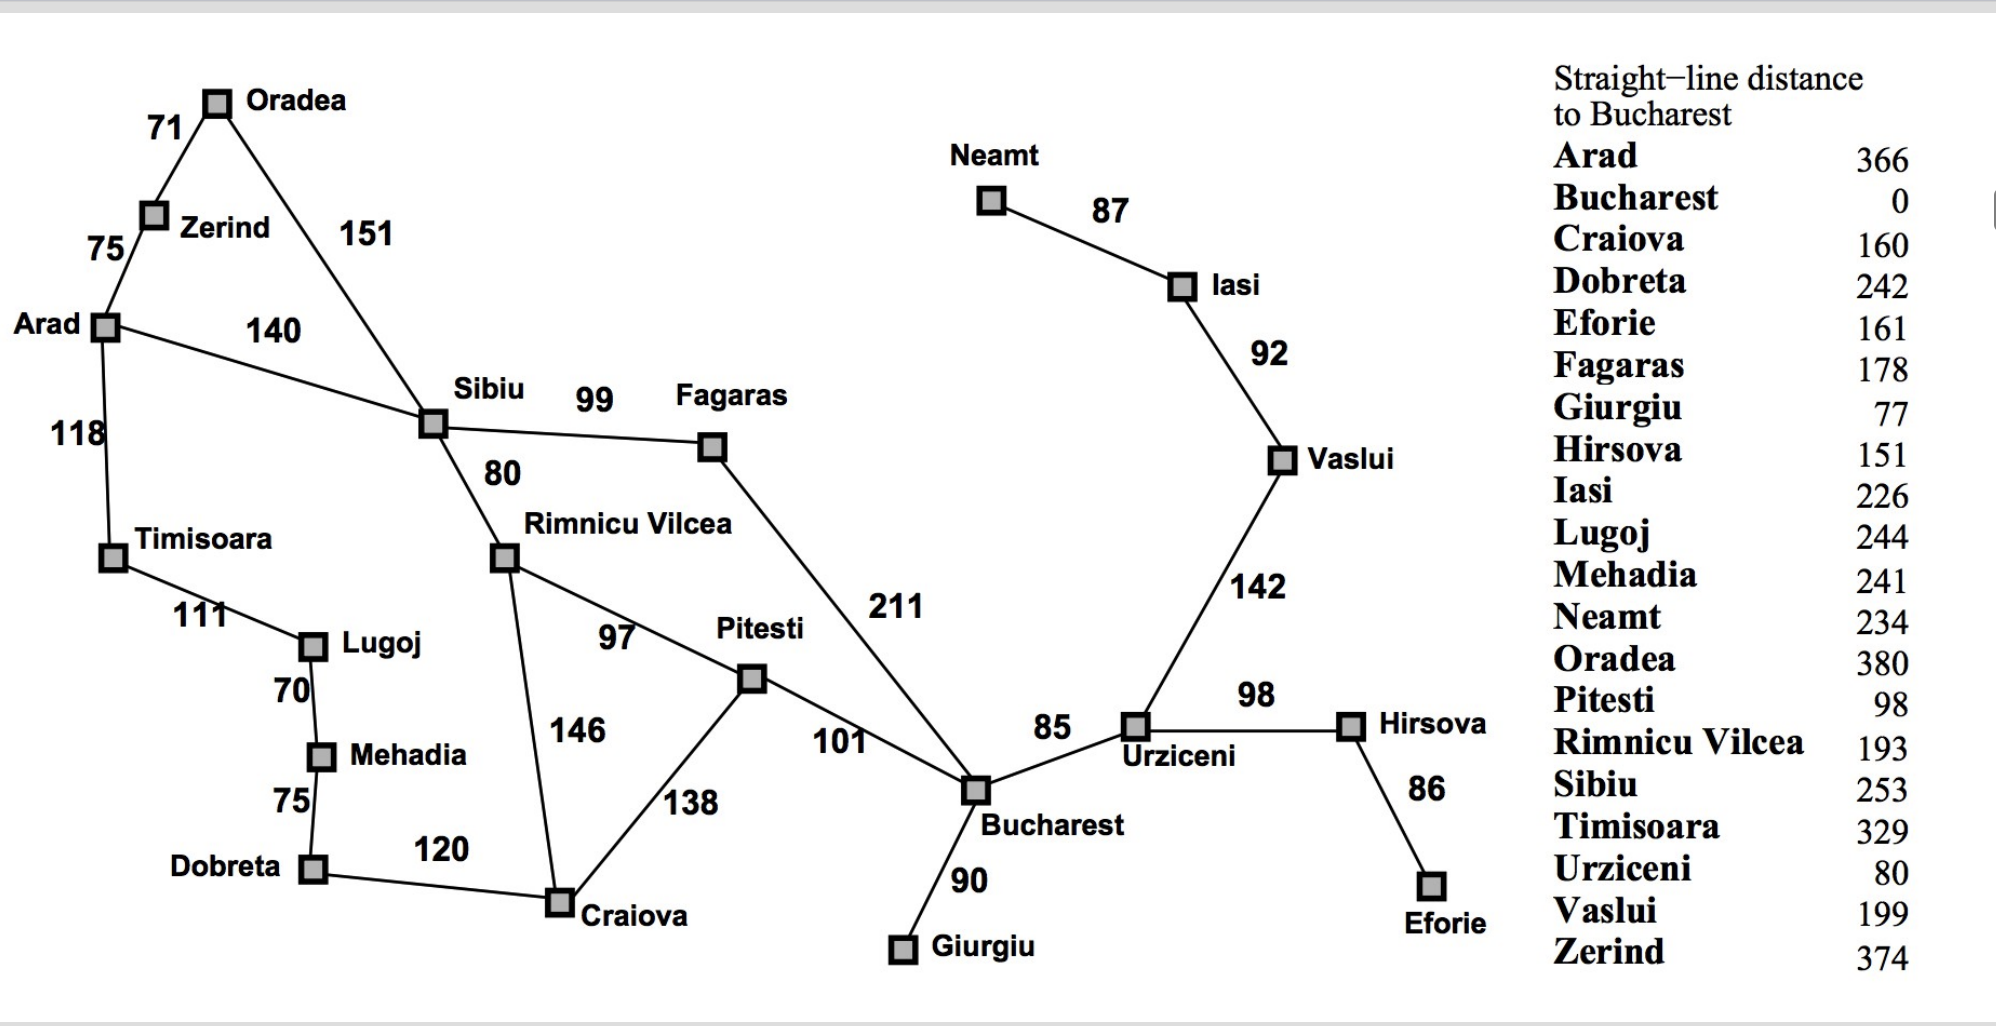 Oradea
71
Zerind
75
151
Arad
140
Sibiu
99
Fagaras
118
80
Timisoara
Rimnicu Vilcea
111
Lugoj
97
Pitesti
211
70
Mehadia
146
101
75
138
Dobreta
120
Craiova
Bucharest
90
Giurgiu
Neamt
87
Iasi
92
Vaslui
142
85
Urziceni
98
Hirsova
86
Eforie
Straight−line distance
to Bucharest
Arad 366
Bucharest 0
Craiova 160
Dobreta 242
Eforie 161
Fagaras 178
Giurgiu 77
Hirsova 151
Iasi 226
Lugoj 244
Mehadia 241
Neamt 234
Oradea 380
Pitesti 98
Rimnicu Vilcea 193
Sibiu 253
Timisoara 329
Urziceni 80
Vaslui 199
Zerind 374